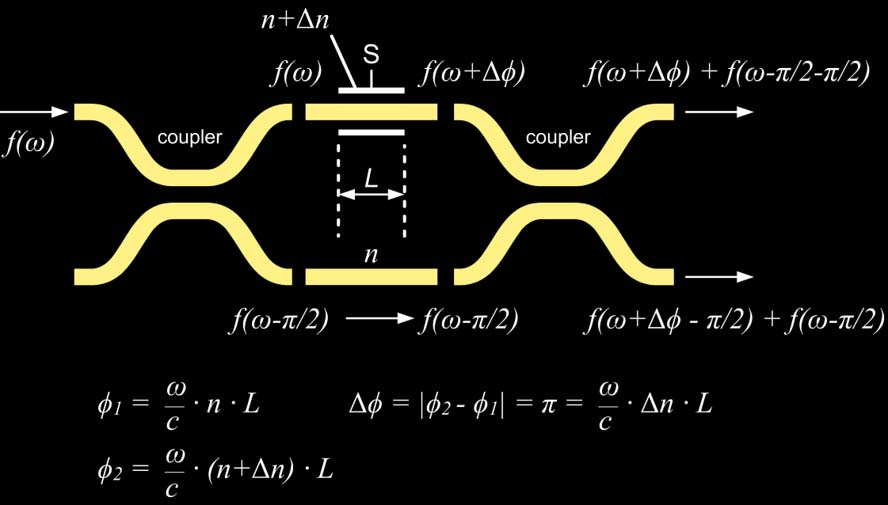 n+Δn
S
f(ω)
f(ω+Δϕ)
f(ω+Δϕ) + f(ω-π/2-π/2)
f(ω)
coupler
coupler
L
n
f(ω-π/2)
f(ω-π/2)
f(ω+Δϕ - π/2) + f(ω-π/2)
ϕ₁ = ω/c · n · L
Δϕ = |ϕ₂ - ϕ₁| = π = ω/c · Δn · L
ϕ₂ = ω/c · (n+Δn) · L